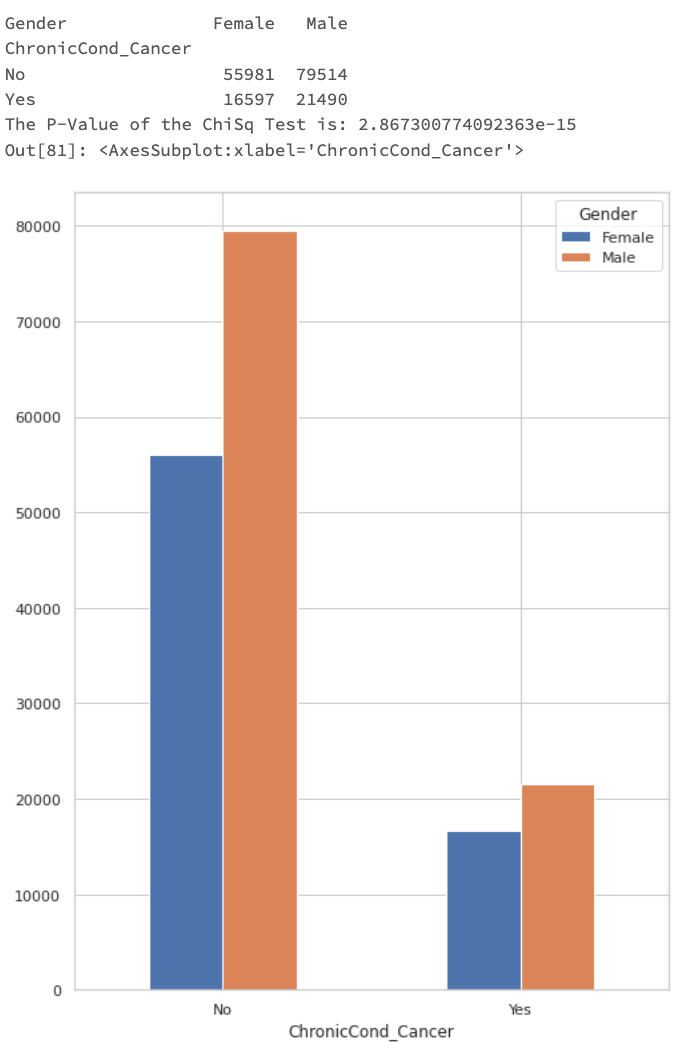 Gender Female Male
ChronicCond_Cancer
No 55981 79514
Yes 16597 21490
The P-Value of the ChiSq Test is: 2.867300774092363e-15
Out[81]: <AxesSubplot:xlabel='ChronicCond_Cancer'>
Gender
Female
Male
80000
70000
60000
50000
40000
30000
20000
10000
0
No Yes
ChronicCond_Cancer